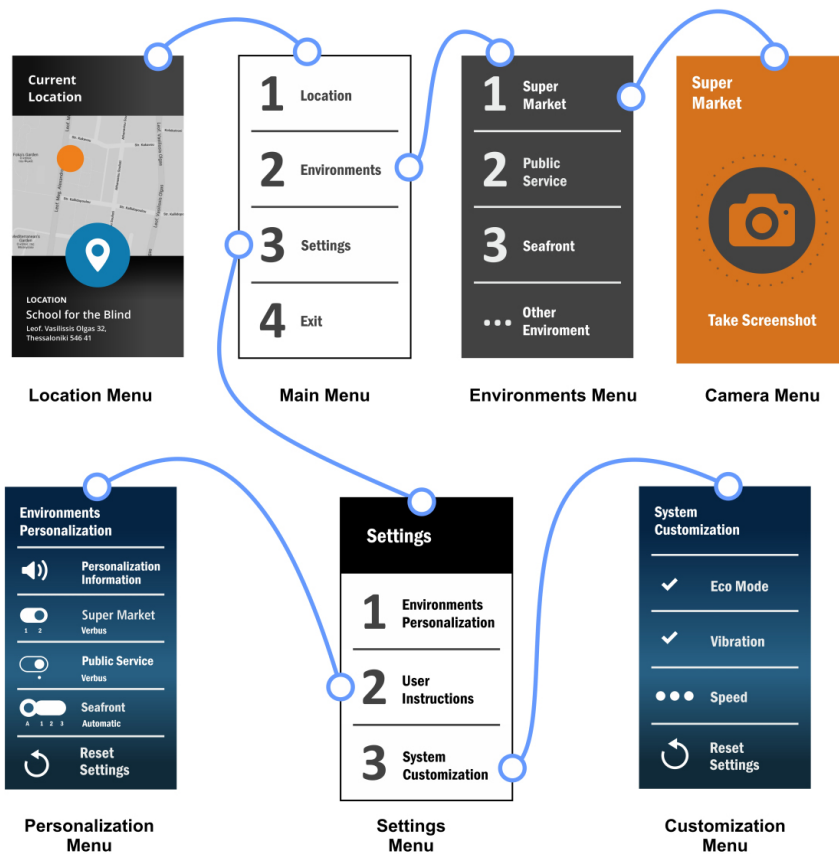 Current
Location
LOCATION
School for the Blind
Leof. Vasilissis Olgas 32,
Thessaloniki 546 41
Location Menu
1 Location
2 Environments
3 Settings
4 Exit
Main Menu
1 Super
Market
2 Public
Service
3 Seafront
... Other
Enviroment
Environments Menu
Super
Market
Take Screenshot
Camera Menu
Environments
Personalization
Personalization
Information
Super Market
1 2 Verbus
Public Service
Verbus
Seafront
A 1 2 3 Automatic
Reset
Settings
Personalization
Menu
Settings
1 Environments
Personalization
2 User
Instructions
3 System
Customization
Settings
Menu
System
Customization
Eco Mode
Vibration
Speed
Reset
Settings
Customization
Menu